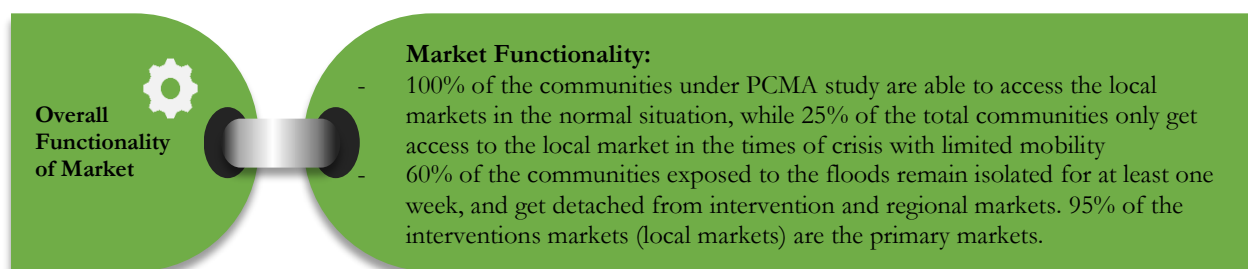 Overall
Functionality
of Market
Market Functionality:
- 100% of the communities under PCMA study are able to access the local
markets in the normal situation, while 25% of the total communities only get
access to the local market in the times of crisis with limited mobility
- 60% of the communities exposed to the floods remain isolated for at least one
week, and get detached from intervention and regional markets. 95% of the
interventions markets (local markets) are the primary markets.